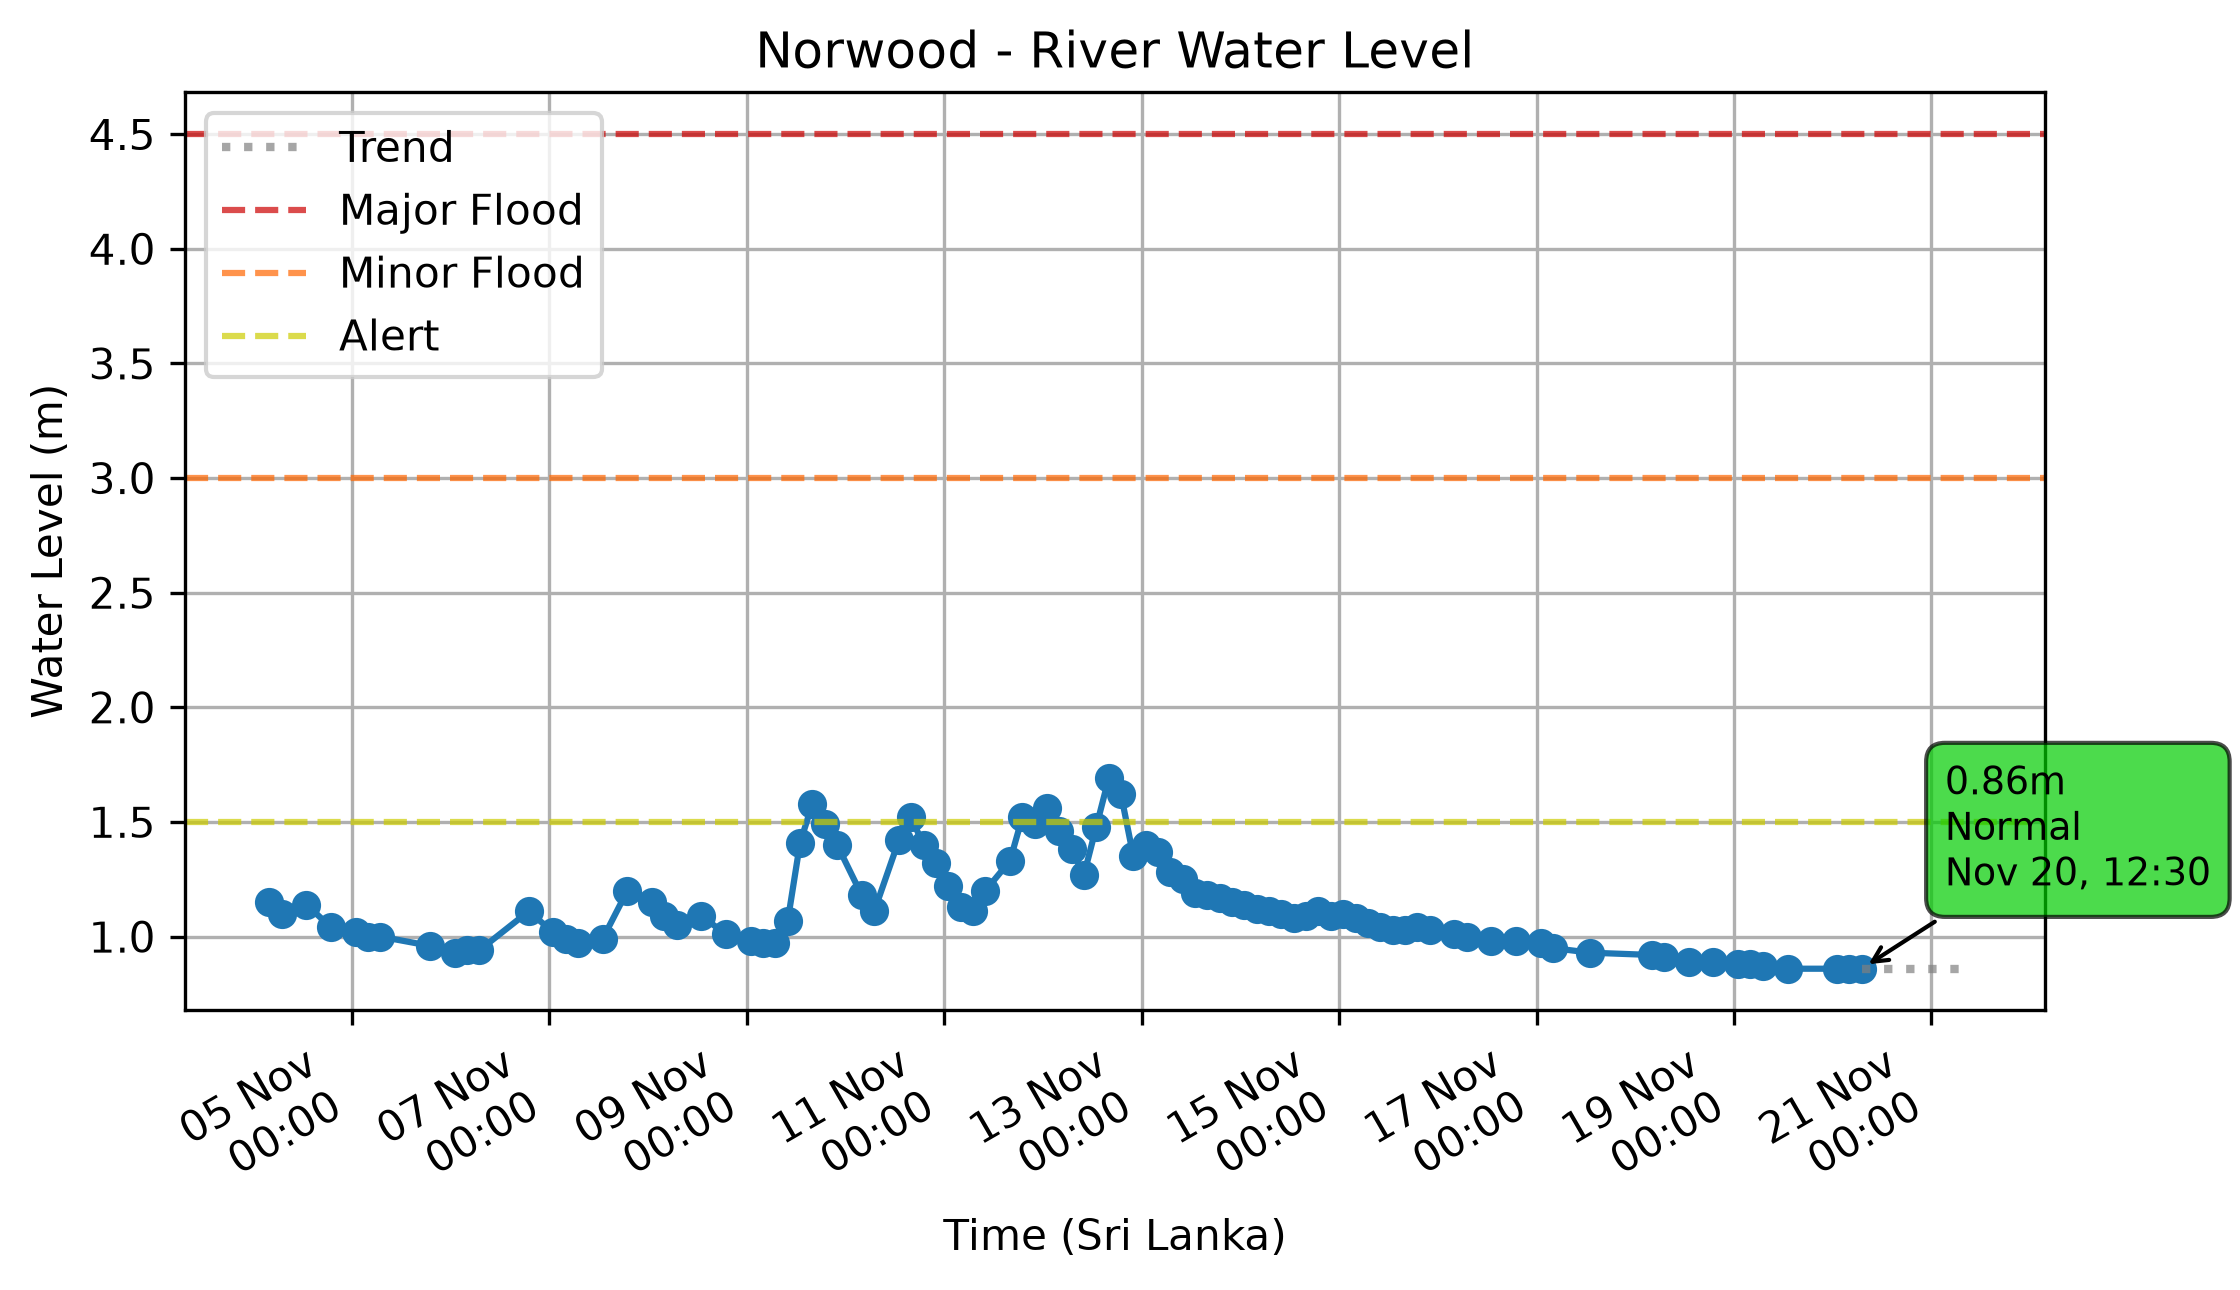 Norwood - River Water Level
Trend
Major Flood
Minor Flood
Alert
4.5
4.0
3.5
3.0
2.5
2.0
1.5
1.0
Water Level (m)
0.86m
Normal
Nov 20, 12:30
05 Nov
00:00
07 Nov
00:00
09 Nov
00:00
11 Nov
00:00
13 Nov
00:00
15 Nov
00:00
17 Nov
00:00
19 Nov
00:00
21 Nov
00:00
Time (Sri Lanka)